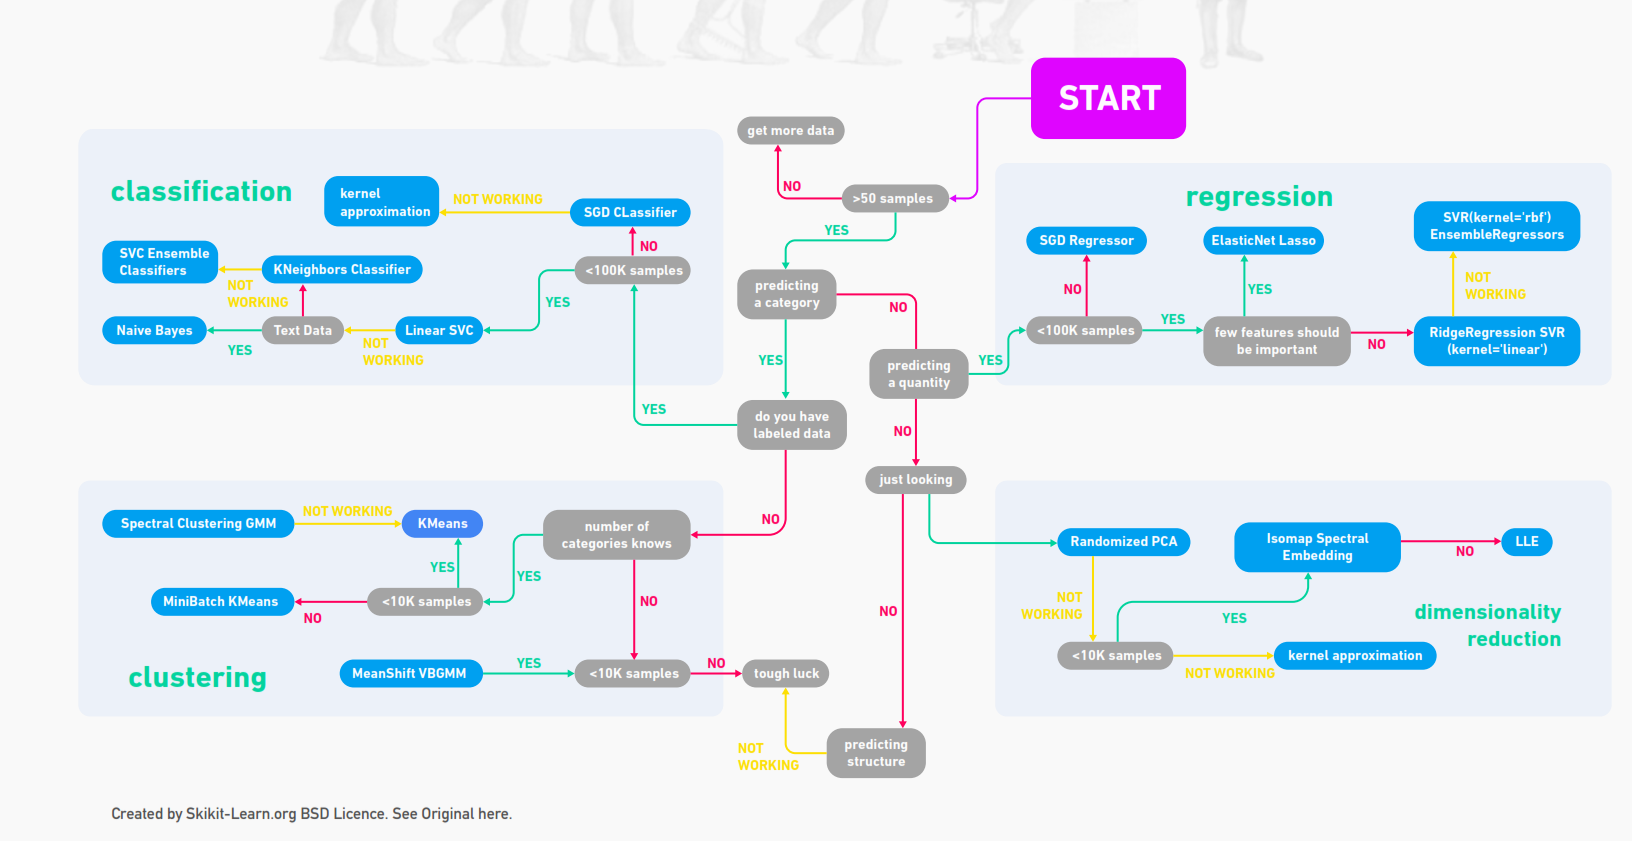 START
get more data
NO
>50 samples
YES
predicting
a category
NO
YES
predicting
a quantity
YES
NO
do you have
labeled data
YES
NO
just looking
NO
tough luck
NOT
WORKING
predicting
structure
classification
kernel
approximation
NOT WORKING
SGD CLassifier
NO
<100K samples
YES
SVC Ensemble
Classifiers
NOT
WORKING
KNeighbors Classifier
Naive Bayes
YES
Text Data
NOT
WORKING
Linear SVC
regression
SGD Regressor
NO
<100K samples
YES
ElasticNet Lasso
YES
few features should
be important
NO
SVR(kernel='rbf')
EnsembleRegressors
NOT
WORKING
RidgeRegression SVR
(kernel='linear')
Spectral Clustering GMM
NOT WORKING
KMeans
number of
categories knows
YES
YES
MiniBatch KMeans
NO
<10K samples
NO
MeanShift VBGMM
YES
<10K samples
NO
clustering
Randomized PCA
Isomap Spectral
Embedding
NO
LLE
NOT
WORKING
YES
<10K samples
NOT WORKING
kernel approximation
dimensionality
reduction
Created by Skikit-Learn.org BSD Licence. See Original here.